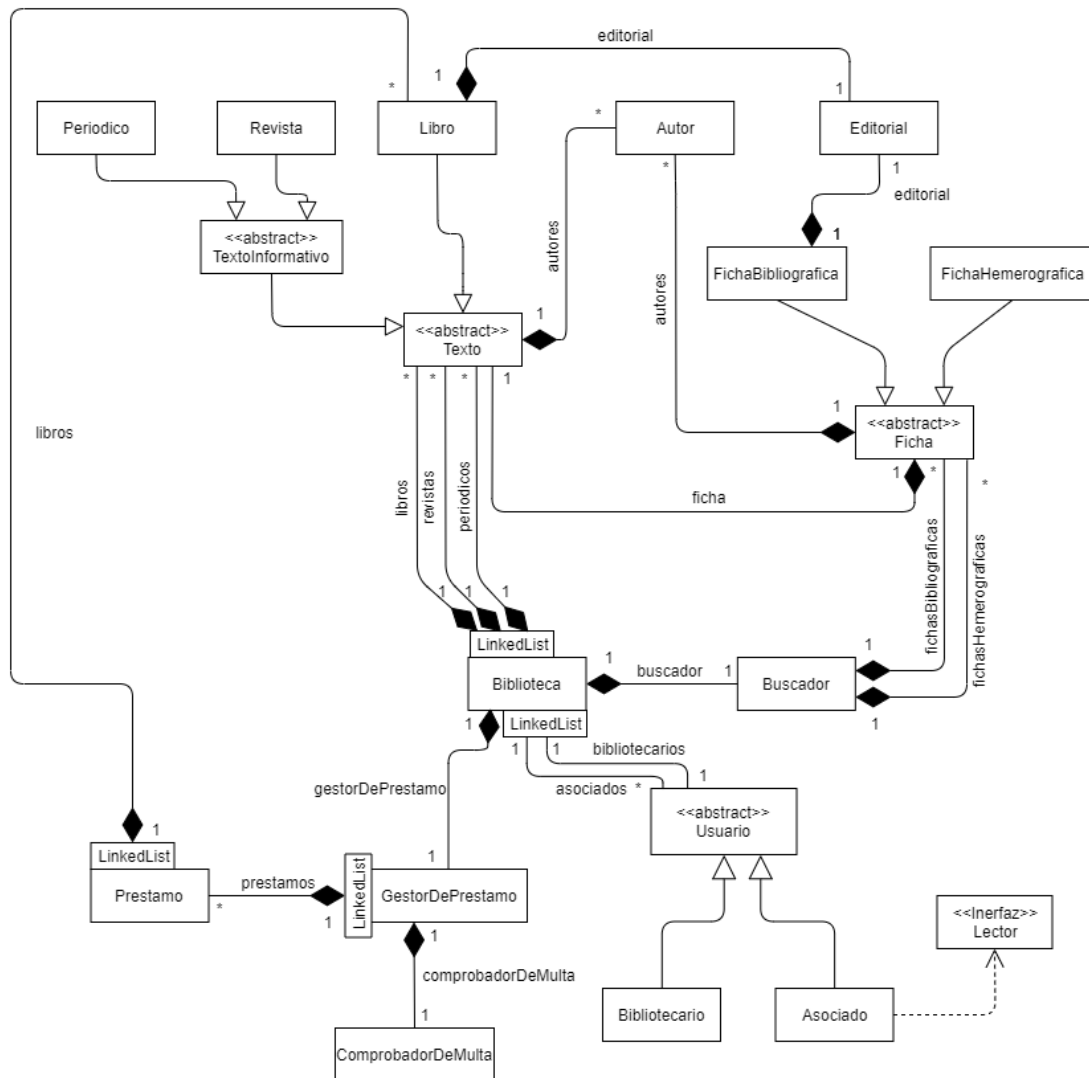 editorial
1
1
*
*
Periodico
Revista
Libro
Autor
Editorial
*
1
editorial
autores
autores
<<abstract>>
TextoInformativo
1
FichaBibliografica
FichaHemerografica
<<abstract>>
Texto
1
*
*
*
1
1
<<abstract>>
Ficha
1
*
*
libros
libros
revistas
periodicos
ficha
fichasBibliograficas
fichasHemerograficas
1
1
1
LinkedList
Biblioteca
1
buscador
1
Buscador
1
1
1
LinkedList
1
1
bibliotecarios
asociados
*
1
gestorDePrestamo
1
<<abstract>>
Usuario
1
LinkedList
Prestamo
prestamos
*
1
LinkedList
GestorDePrestamo
1
comprobadorDeMulta
1
ComprobadorDeMulta
<<Inerfaz>>
Lector
Bibliotecario
Asociado